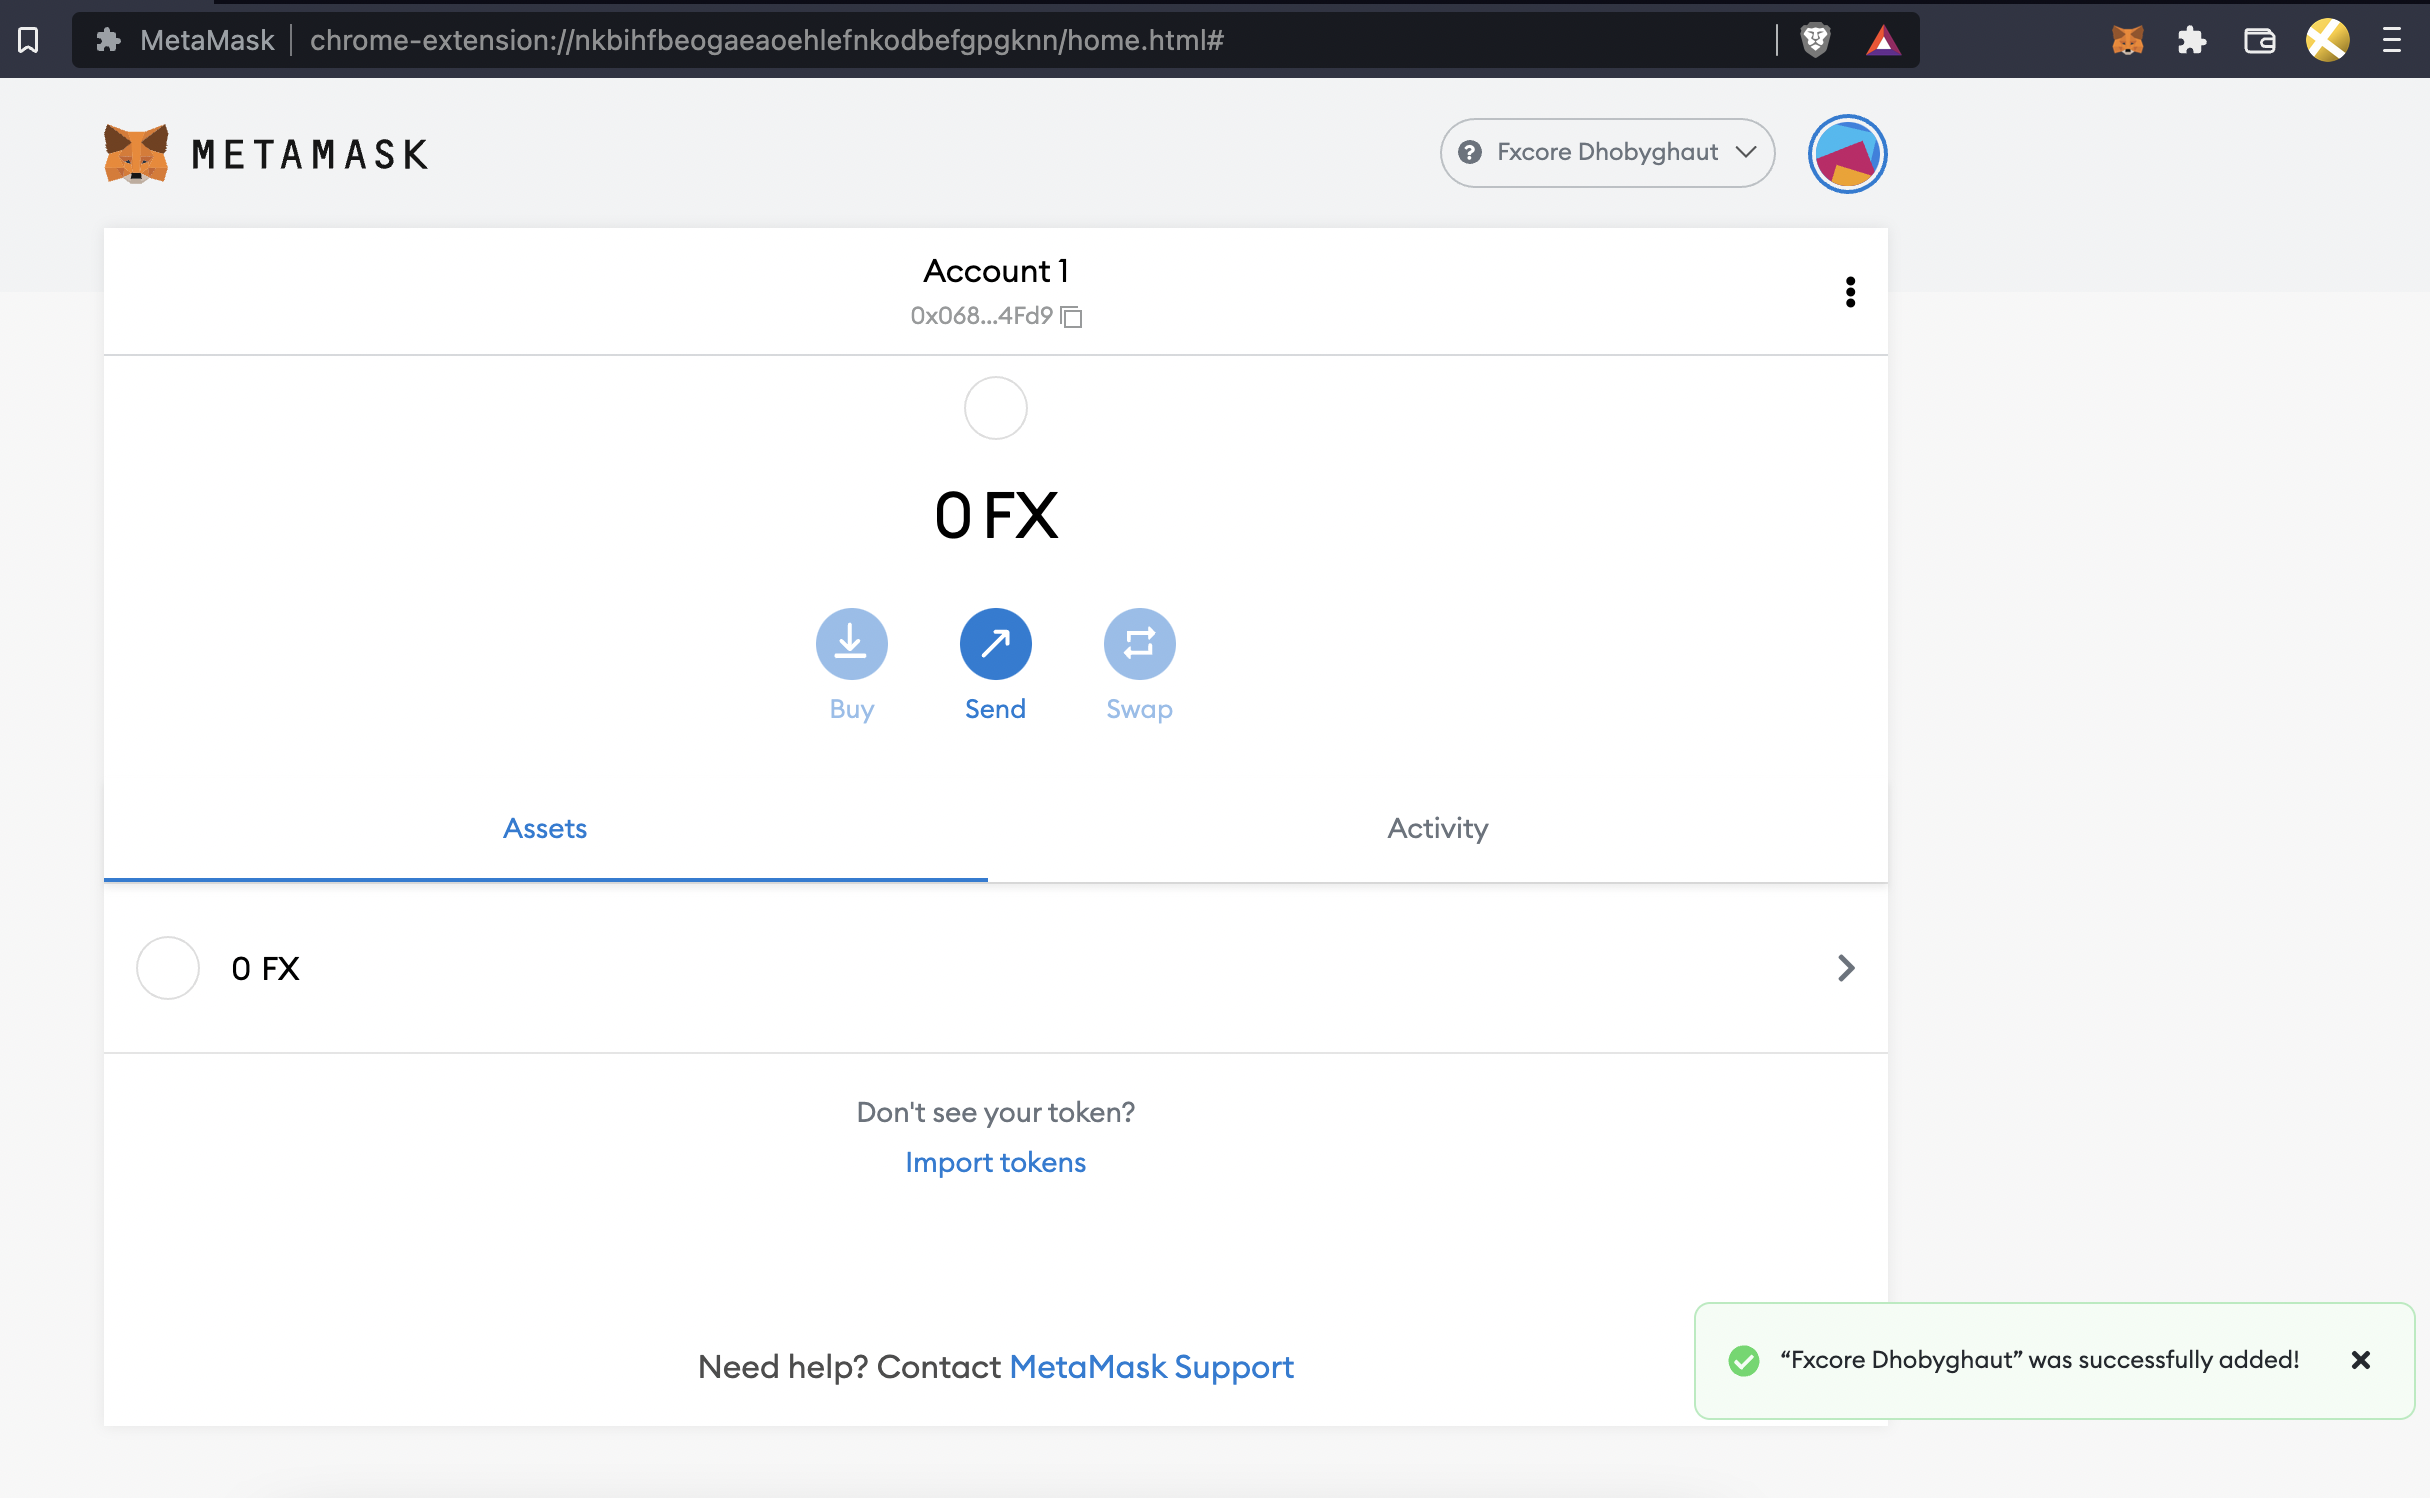 MetaMask chrome-extension://nkbihfbeogaeaoehlefnkodbefgpgknn/home.html#
METAMASK
Fxcore Dhobyghaut
Account 1
0x068...4Fd9
0 FX
Buy Send Swap
Assets Activity
0 FX
Don't see your token?
Import tokens
Need help? Contact MetaMask Support
“Fxcore Dhobyghaut” was successfully added!